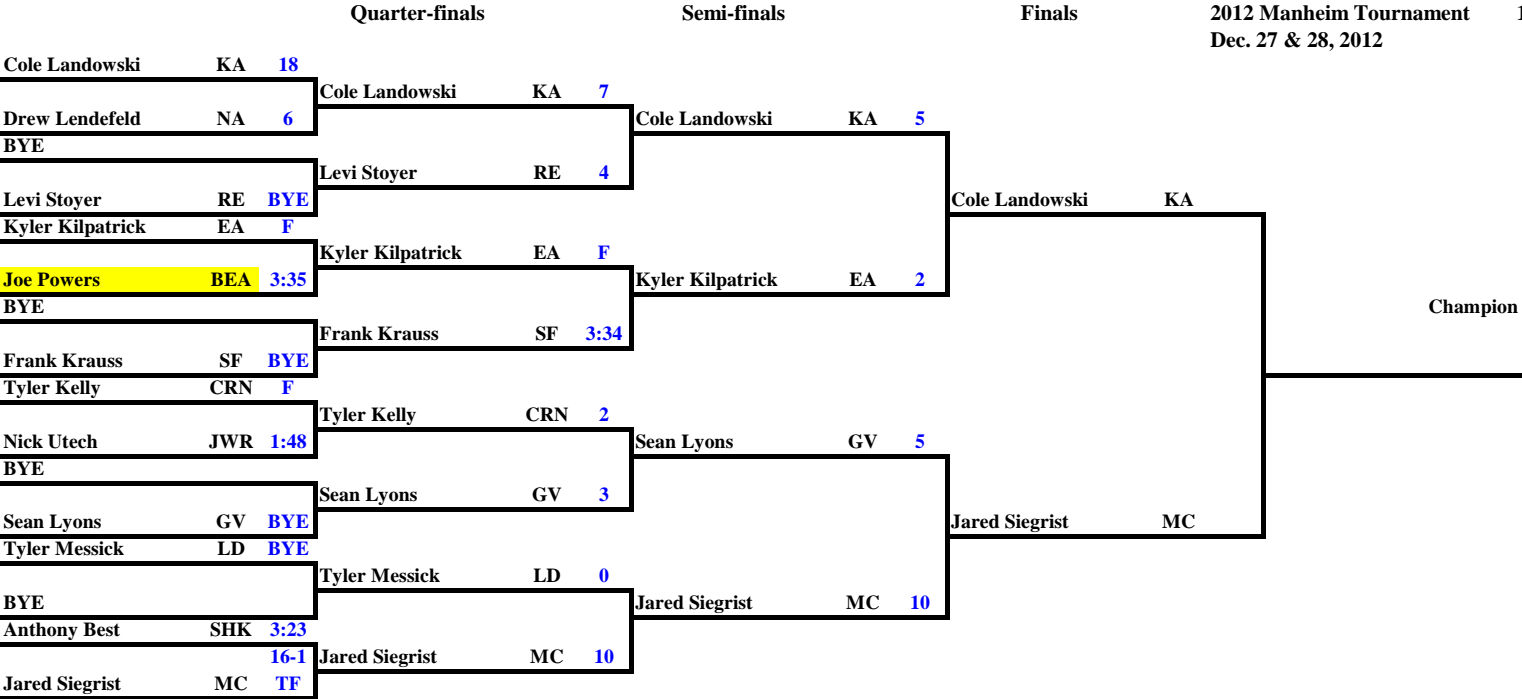 Quarter-finals Semi-finals Finals 2012 Manheim Tournament 1
Dec. 27 & 28, 2012
Cole Landowski KA 18
Cole Landowski KA 7
Drew Lendefeld NA 6 Cole Landowski KA 5
BYE
Levi Stoyer RE 4
Levi Stoyer RE BYE Cole Landowski KA
Kyler Kilpatrick EA F
Kyler Kilpatrick EA F
Joe Powers BEA 3:35 Kyler Kilpatrick EA 2
BYE Champion
Frank Krauss SF 3:34
Frank Krauss SF BYE
Tyler Kelly CRN F
Tyler Kelly CRN 2
Nick Utech JWR 1:48 Sean Lyons GV 5
BYE
Sean Lyons GV 3
Sean Lyons GV BYE Jared Siegrist MC
Tyler Messick LD BYE
Tyler Messick LD 0
BYE Jared Siegrist MC 10
Anthony Best SHK 3:23
16-1 Jared Siegrist MC 10
Jared Siegrist MC TF